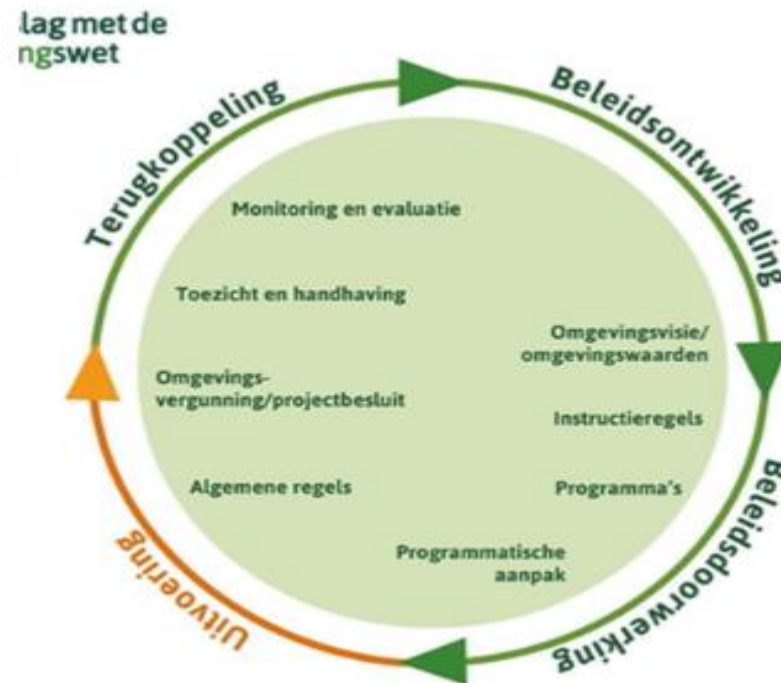 lag met de
ngswet
Terugkoppeling
Beleidsontwikkeling
Monitoring en evaluatie
Toezicht en handhaving
Omgevingsvisie/
omgevingswaarden
Omgevings-
vergunning/projectbesluit
Instructieregels
Algemene regels
Programma's
Programmatische
aanpak
Uitvoering
Beleidsdoorwerking